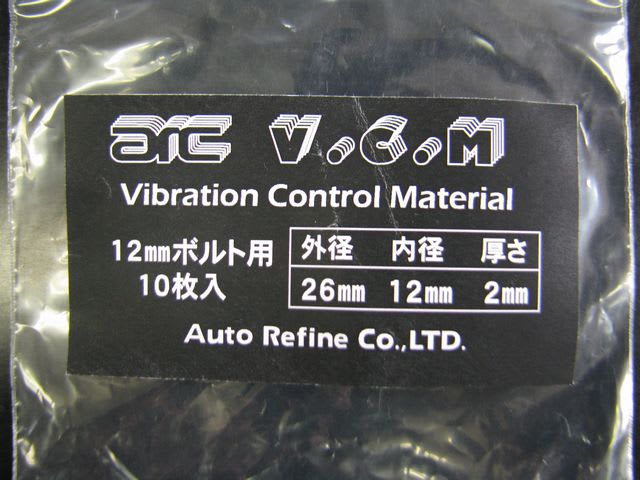 arc V.C.M
Vibration Control Material
12mmボルト用
10枚入
外径 内径 厚さ
26mm 12mm 2mm
Auto Refine Co.,LTD.